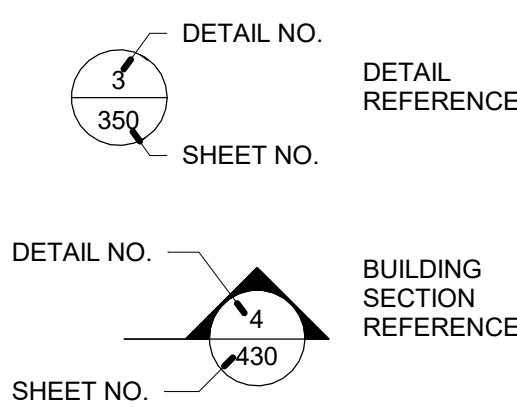 DETAIL NO.
3
350
SHEET NO.
DETAIL
REFERENCE
DETAIL NO.
4
430
SHEET NO.
BUILDING
SECTION
REFERENCE